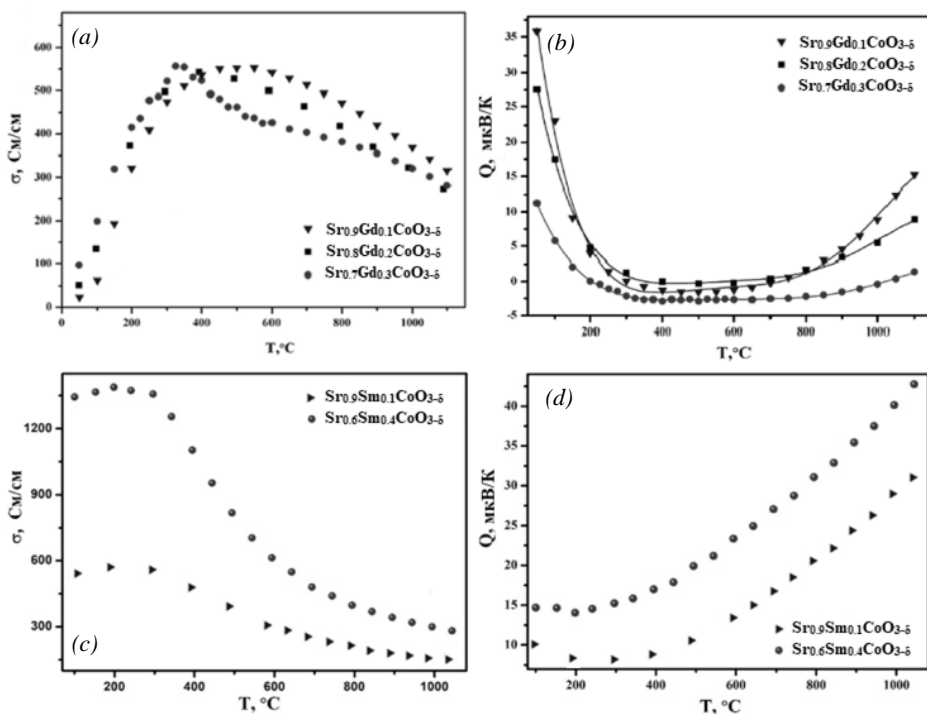 (a)
σ, См/см
600
500
400
300
200
100
0
0 200 400 600 800 1000
T,°C
Sr0.9Gd0.1CoO3-δ
Sr0.8Gd0.2CoO3-δ
Sr0.7Gd0.3CoO3-δ
(b)
Q, мкВ/К
35
30
25
20
15
10
5
0
-5
200 400 600 800 1000
T,°C
Sr0.9Gd0.1CoO3-δ
Sr0.8Gd0.2CoO3-δ
Sr0.7Gd0.3CoO3-δ
(c)
σ, См/см
1200
900
600
300
200 400 600 800 1000
T, °C
Sr0.9Sm0.1CoO3-δ
Sr0.6Sm0.4CoO3-δ
(d)
Q, мкВ/К
40
35
30
25
20
15
10
200 400 600 800 1000
T, °C
Sr0.9Sm0.1CoO3-δ
Sr0.6Sm0.4CoO3-δ